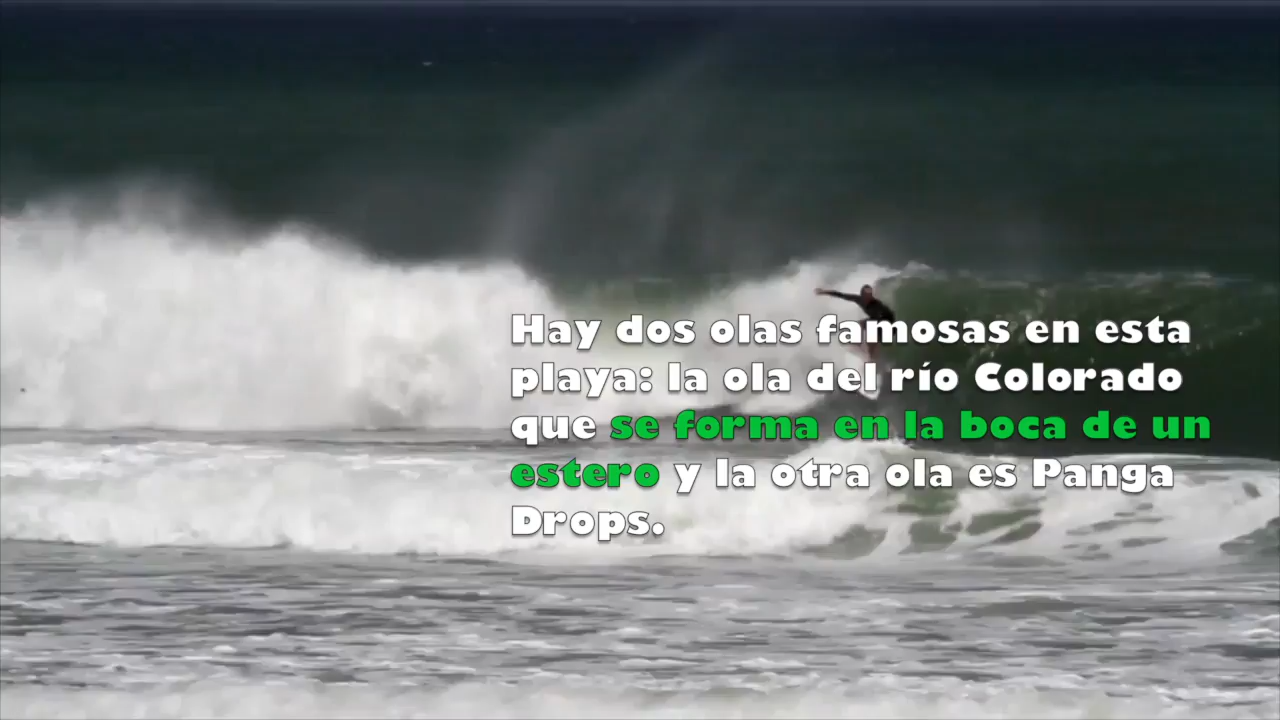 Hay dos olas famosas en esta
playa: la ola del río Colorado
que se forma en la boca de un
estero y la otra ola es Panga
Drops.